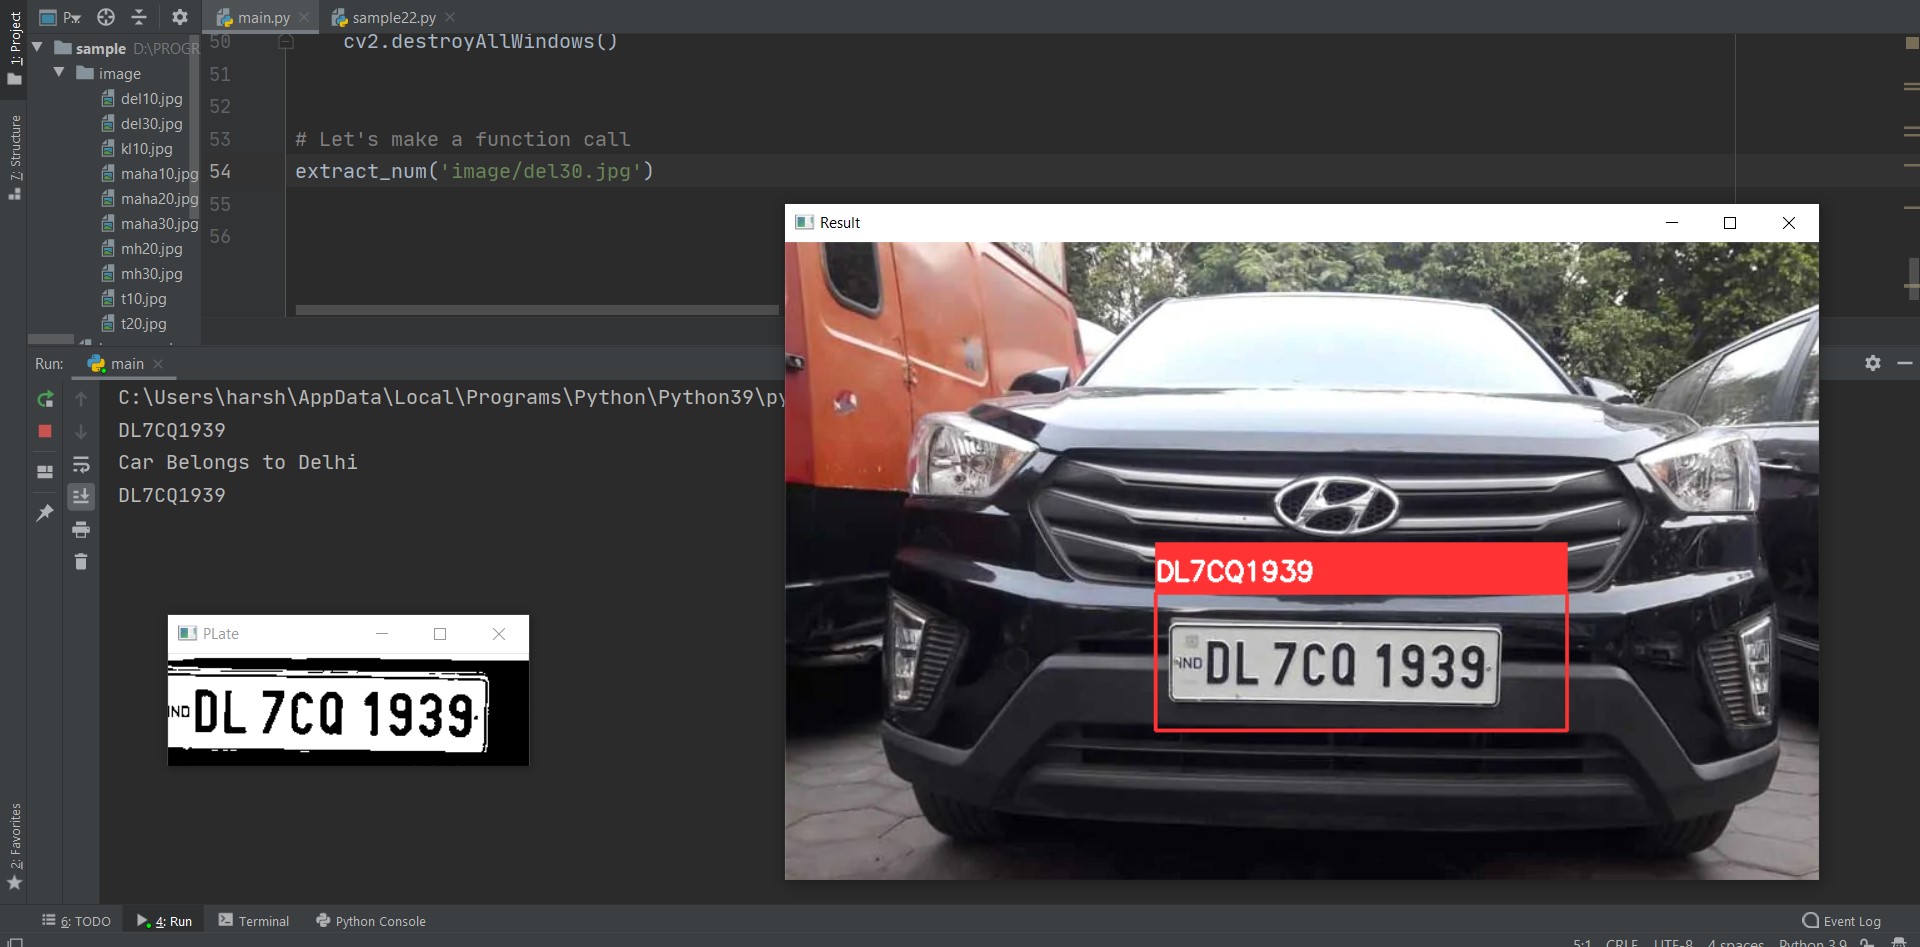 1: Project
P...
main.py
sample22.py
sample D:\PROGR
image
del10.jpg
del30.jpg
kl10.jpg
maha10.jpg
maha20.jpg
maha30.jpg
mh20.jpg
mh30.jpg
t10.jpg
t20.jpg
7: Structure
50 cv2.destroyAllWindows()
51
52
53 # Let's make a function call
54 extract_num('image/del30.jpg')
55
56
Result
DL7CQ1939
IND DL 7CQ 1939
Run: main
C:\Users\harsh\AppData\Local\Programs\Python\Python39\py
DL7CQ1939
Car Belongs to Delhi
DL7CQ1939
PLate
IND DL 7CQ 1939
2: Favorites
6: TODO
4: Run
Terminal
Python Console
Event Log
5:1 CRLF UTF-8 4 spaces Python 3.9